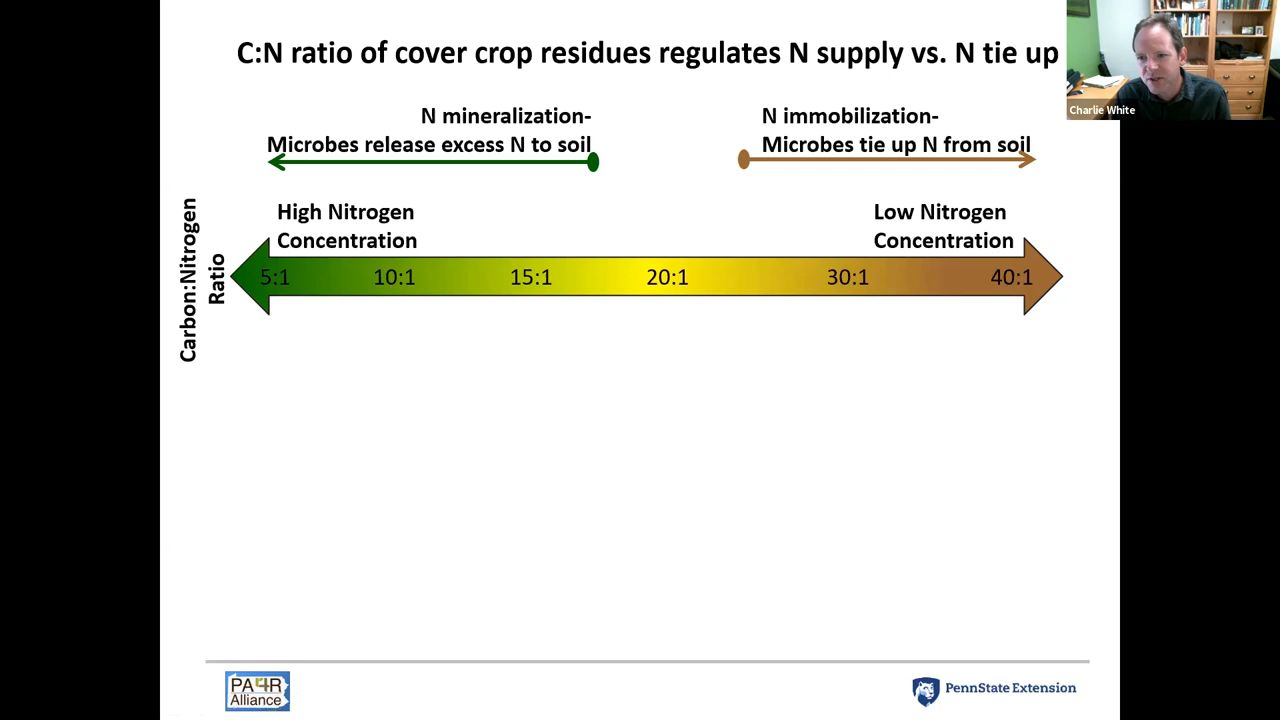 C:N ratio of cover crop residues regulates N supply vs. N tie up
Charlie White
N mineralization-
Microbes release excess N to soil
N immobilization-
Microbes tie up N from soil
High Nitrogen
Concentration
Low Nitrogen
Concentration
Carbon:Nitrogen
Ratio
5:1 10:1 15:1 20:1 30:1 40:1
PA4R
Alliance
PennState Extension